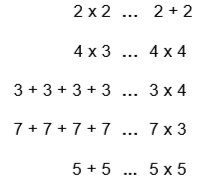 2 x 2 ... 2 + 2
4 x 3 ... 4 x 4
3 + 3 + 3 + 3 ... 3 x 4
7 + 7 + 7 + 7 ... 7 x 3
5 + 5 ... 5 x 5